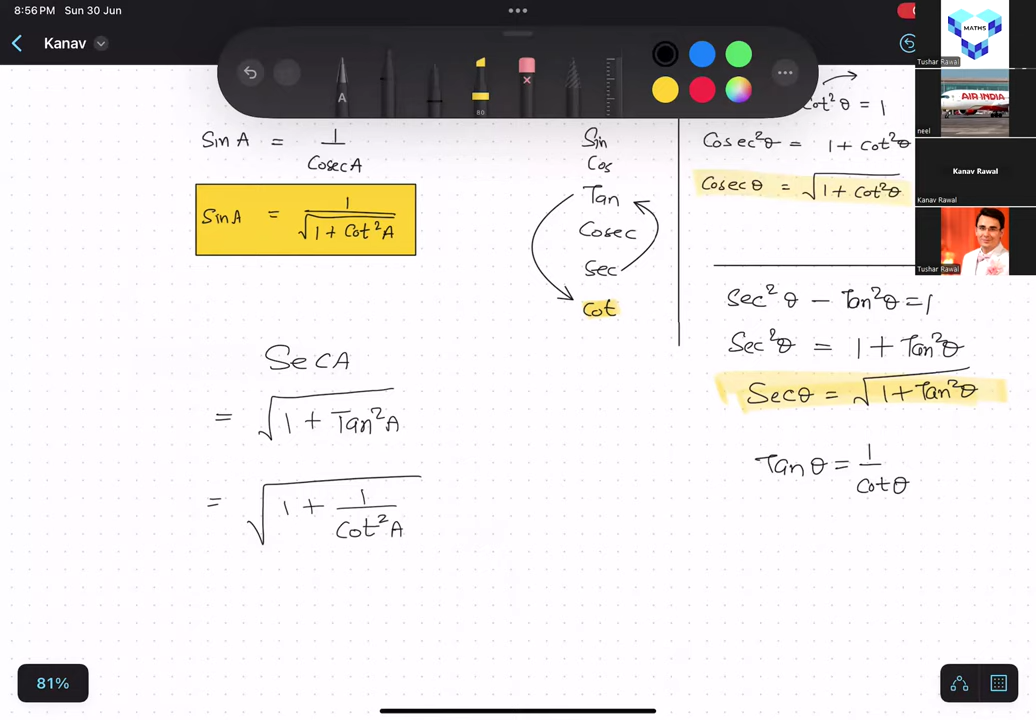 8:56 PM Sun 30 Jun
Kanav
A
80
MATHS
Tushar Rawal
AIR INDIA
neel
Kanav Rawal
Kanav Rawal
Tushar Rawal
Sin A = 1 / Cosec A
Sin A = 1 / √(1 + Cot²A)
Sin
Cos
Tan
Cosec
Sec
Cot
Cot²θ = 1
Cosec²θ = 1 + Cot²θ
Cosec θ = √(1 + Cot²θ)
Sec²θ − Tan²θ = 1
Sec²θ = 1 + Tan²θ
Secθ = √(1 + Tan²θ)
Tan θ = 1 / Cot θ
Sec A
= √(1 + Tan²A)
= √(1 + 1 / Cot²A)
81%